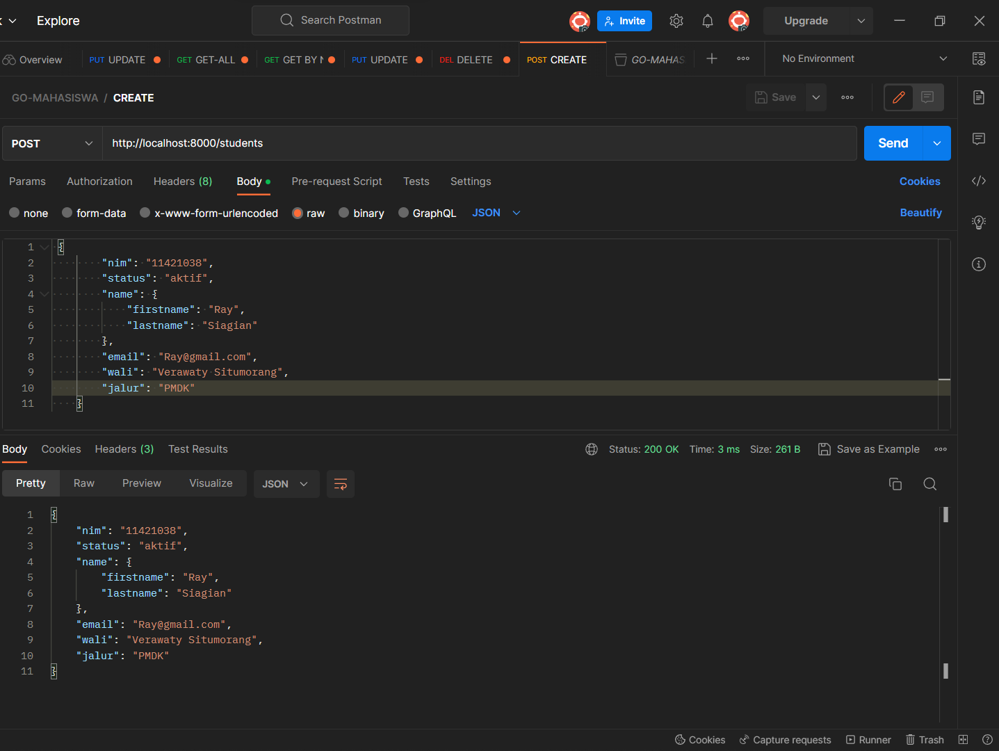 Explore
Search Postman
Invite
Upgrade
Overview
PUT UPDATE
GET GET-ALL
GET GET BY
PUT UPDATE
DEL DELETE
POST CREATE
GO-MAHAS
No Environment
GO-MAHASISWA / CREATE
Save
POST
http://localhost:8000/students
Send
Params Authorization Headers (8) Body Pre-request Script Tests Settings
Cookies
none form-data x-www-form-urlencoded raw binary GraphQL JSON
Beautify
1 {
2 "nim": "11421038",
3 "status": "aktif",
4 "name": {
5 "firstname": "Ray",
6 "lastname": "Siagian"
7 },
8 "email": "Ray@gmail.com",
9 "wali": "Verawaty Situmorang",
10 "jalur": "PMDK"
11 }
Body Cookies Headers (3) Test Results
Status: 200 OK Time: 3 ms Size: 261 B
Save as Example
Pretty Raw Preview Visualize JSON
1 {
2 "nim": "11421038",
3 "status": "aktif",
4 "name": {
5 "firstname": "Ray",
6 "lastname": "Siagian"
7 },
8 "email": "Ray@gmail.com",
9 "wali": "Verawaty Situmorang",
10 "jalur": "PMDK"
11 }
Cookies Capture requests Runner Trash